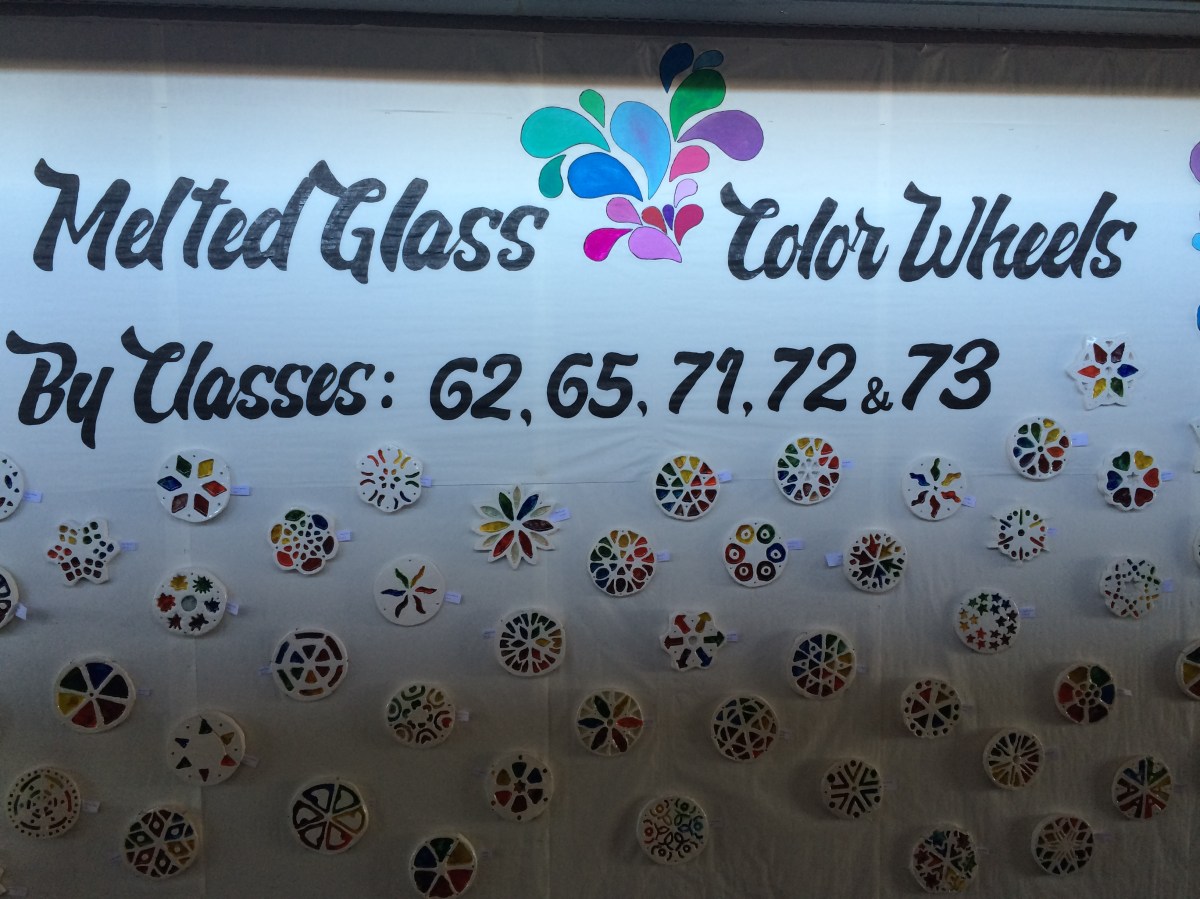 Melted Glass Color Wheels
By Classes: 62, 65, 71, 72 & 73